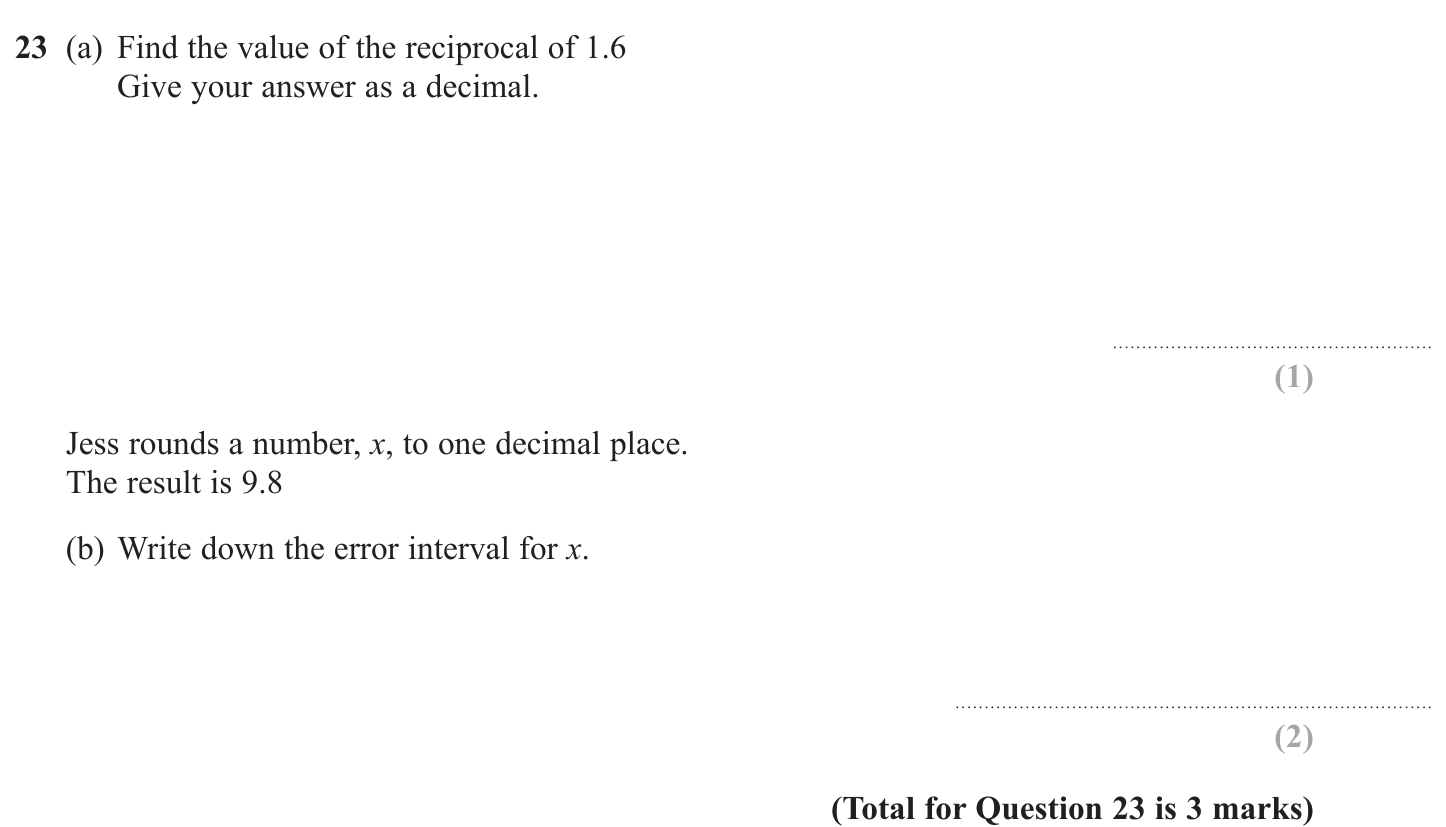 23 (a) Find the value of the reciprocal of 1.6
Give your answer as a decimal.
(1)
Jess rounds a number, x, to one decimal place.
The result is 9.8
(b) Write down the error interval for x.
(2)
(Total for Question 23 is 3 marks)